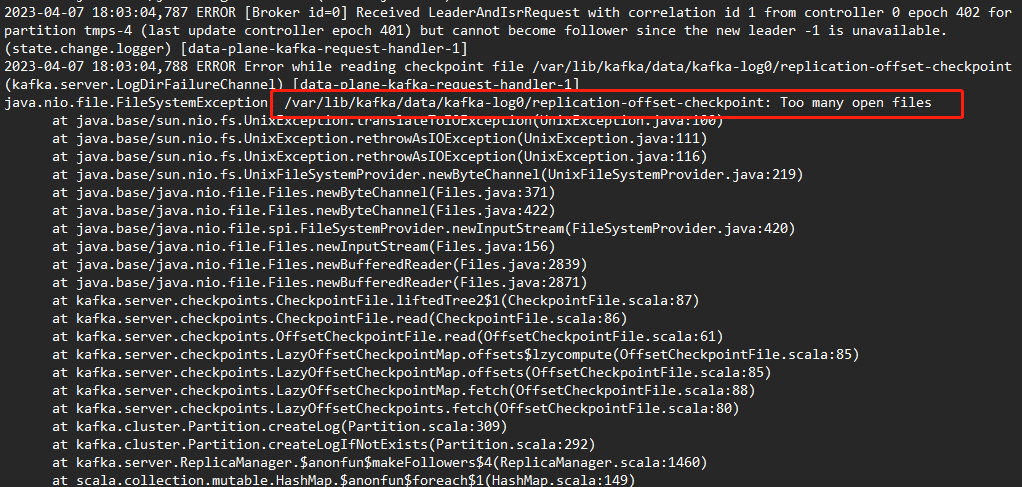 2023-04-07 18:03:04,787 ERROR [Broker id=0] Received LeaderAndIsrRequest with correlation id 1 from controller 0 epoch 402 for
partition tmps-4 (last update controller epoch 401) but cannot become follower since the new leader -1 is unavailable.
(state.change.logger) [data-plane-kafka-request-handler-1]
2023-04-07 18:03:04,788 ERROR Error while reading checkpoint file /var/lib/kafka/data/kafka-log0/replication-offset-checkpoint
(kafka.server.LogDirFailureChannel) [data-plane-kafka-request-handler-1]
java.nio.file.FileSystemException /var/lib/kafka/data/kafka-log0/replication-offset-checkpoint: Too many open files
at java.base/sun.nio.fs.UnixException.translateToIOException(UnixException.java:100)
at java.base/sun.nio.fs.UnixException.rethrowAsIOException(UnixException.java:111)
at java.base/sun.nio.fs.UnixException.rethrowAsIOException(UnixException.java:116)
at java.base/sun.nio.fs.UnixFileSystemProvider.newByteChannel(UnixFileSystemProvider.java:219)
at java.base/java.nio.file.Files.newByteChannel(Files.java:371)
at java.base/java.nio.file.Files.newByteChannel(Files.java:422)
at java.base/java.nio.file.spi.FileSystemProvider.newInputStream(FileSystemProvider.java:420)
at java.base/java.nio.file.Files.newInputStream(Files.java:156)
at java.base/java.nio.file.Files.newBufferedReader(Files.java:2839)
at java.base/java.nio.file.Files.newBufferedReader(Files.java:2871)
at kafka.server.checkpoints.CheckpointFile.liftedTree2$1(CheckpointFile.scala:87)
at kafka.server.checkpoints.CheckpointFile.read(CheckpointFile.scala:86)
at kafka.server.checkpoints.OffsetCheckpointFile.read(OffsetCheckpointFile.scala:61)
at kafka.server.checkpoints.LazyOffsetCheckpointMap.offsets$lzycompute(OffsetCheckpointFile.scala:85)
at kafka.server.checkpoints.LazyOffsetCheckpointMap.offsets(OffsetCheckpointFile.scala:85)
at kafka.server.checkpoints.LazyOffsetCheckpointMap.fetch(OffsetCheckpointFile.scala:88)
at kafka.server.checkpoints.LazyOffsetCheckpoints.fetch(OffsetCheckpointFile.scala:80)
at kafka.cluster.Partition.createLog(Partition.scala:309)
at kafka.cluster.Partition.createLogIfNotExists(Partition.scala:292)
at kafka.server.ReplicaManager.$anonfun$makeFollowers$4(ReplicaManager.scala:1460)
at scala.collection.mutable.HashMap.$anonfun$foreach$1(HashMap.scala:149)